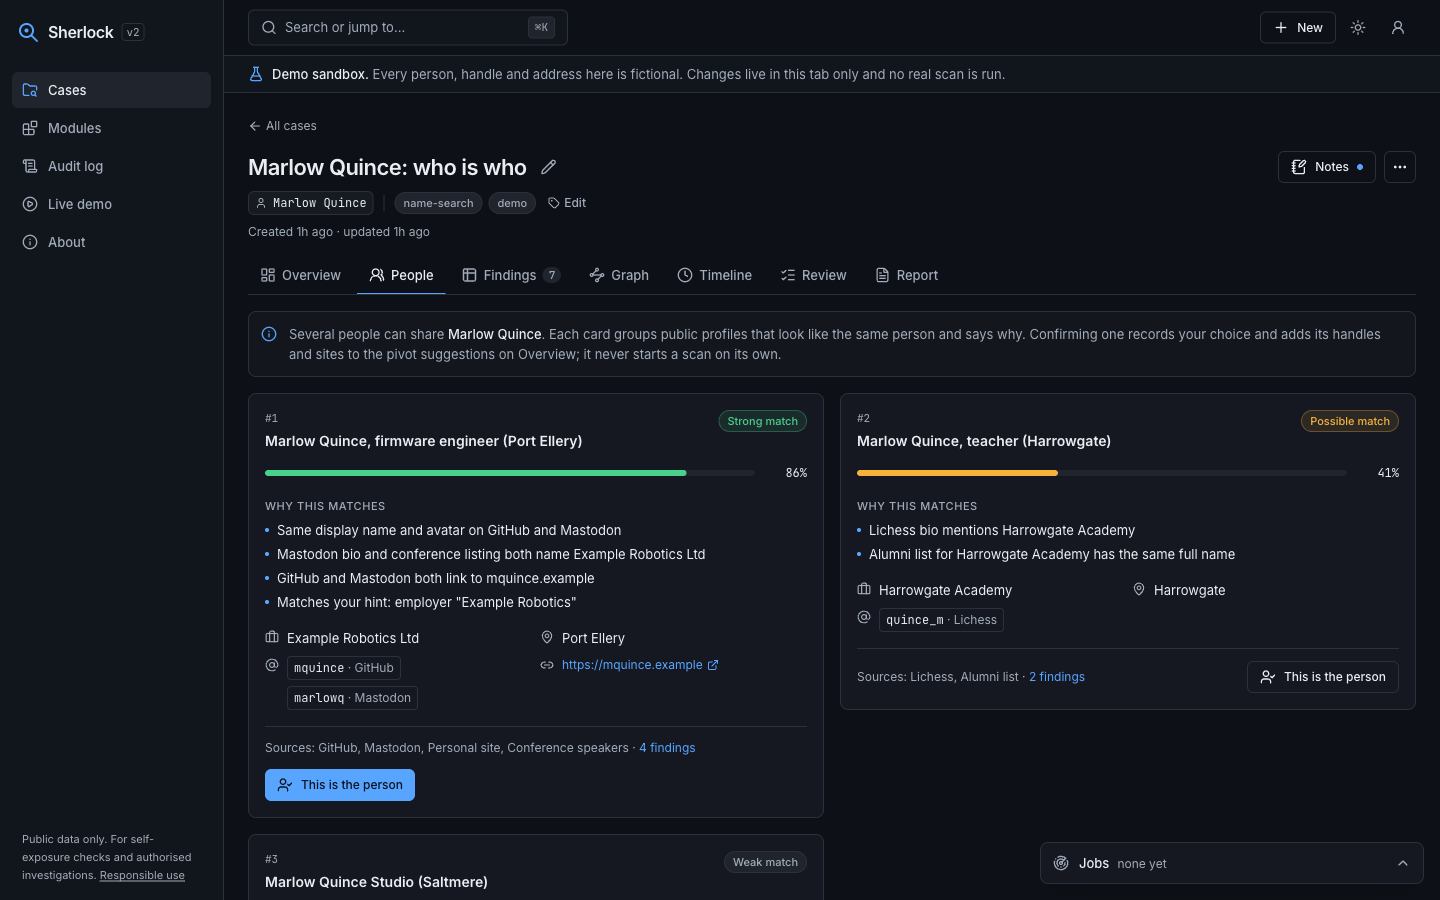 Sherlock v2
Search or jump to... ⌘K
New
Cases
Modules
Audit log
Live demo
About
Demo sandbox. Every person, handle and address here is fictional. Changes live in this tab only and no real scan is run.
All cases
Marlow Quince: who is who
Notes
Marlow Quince
name-search
demo
Edit
Created 1h ago · updated 1h ago
Overview
People
Findings 7
Graph
Timeline
Review
Report
Several people can share Marlow Quince. Each card groups public profiles that look like the same person and says why. Confirming one records your choice and adds its handles
and sites to the pivot suggestions on Overview; it never starts a scan on its own.
#1
Strong match
Marlow Quince, firmware engineer (Port Ellery)
86%
WHY THIS MATCHES
Same display name and avatar on GitHub and Mastodon
Mastodon bio and conference listing both name Example Robotics Ltd
GitHub and Mastodon both link to mquince.example
Matches your hint: employer "Example Robotics"
Example Robotics Ltd
Port Ellery
mquince · GitHub
https://mquince.example
marlowq · Mastodon
Sources: GitHub, Mastodon, Personal site, Conference speakers · 4 findings
This is the person
#2
Possible match
Marlow Quince, teacher (Harrowgate)
41%
WHY THIS MATCHES
Lichess bio mentions Harrowgate Academy
Alumni list for Harrowgate Academy has the same full name
Harrowgate Academy
Harrowgate
quince_m · Lichess
Sources: Lichess, Alumni list · 2 findings
This is the person
#3
Weak match
Marlow Quince Studio (Saltmere)
Jobs none yet
Public data only. For self-
exposure checks and authorised
investigations. Responsible use